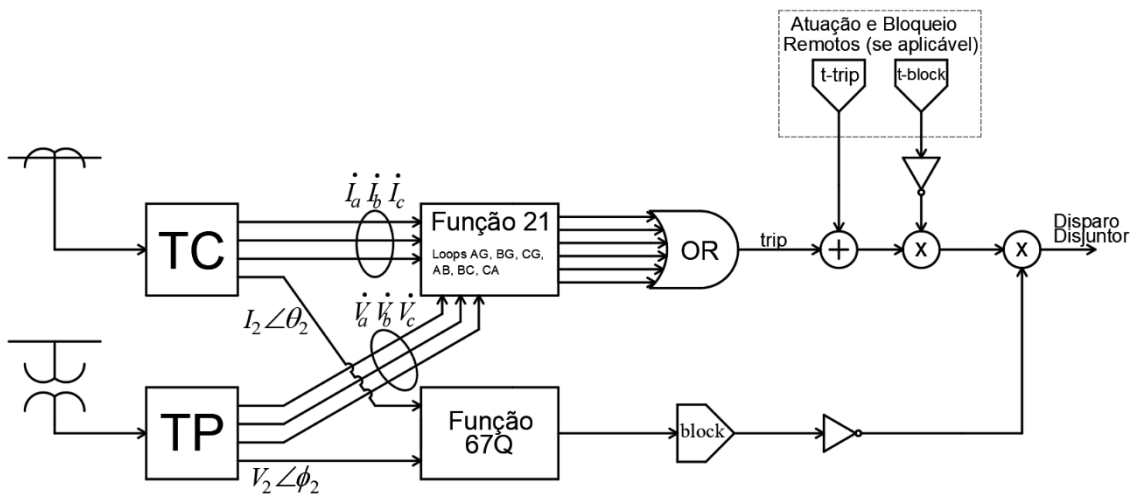 Atuação e Bloqueio
Remotos (se aplicável)
t-trip
t-block
İa İb İc
TC
Função 21
Loops AG, BG, CG,
AB, BC, CA
OR
trip
+
x
x
Disparo
Disjuntor
I2∠θ2
V̇a V̇b V̇c
TP
Função
67Q
block
V2∠ϕ2